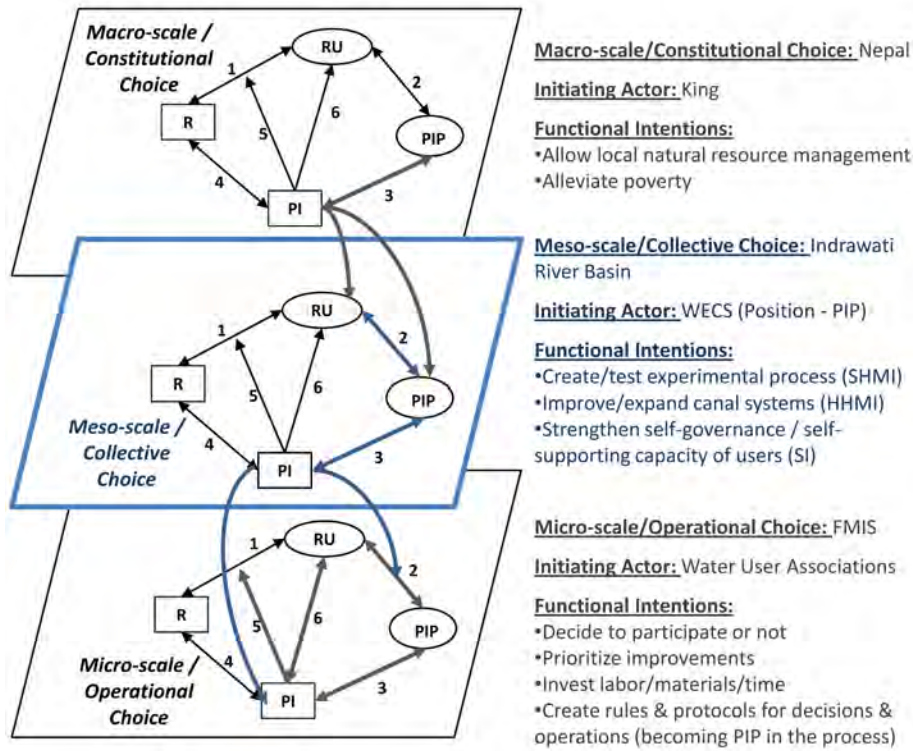 Macro-scale /
Constitutional
Choice
RU
1
2
R
6
5
PIP
4
3
PI
Macro-scale/Constitutional Choice: Nepal
Initiating Actor: King
Functional Intentions:
•Allow local natural resource management
•Alleviate poverty
RU
1
2
R
6
5
PIP
4
3
PI
Meso-scale /
Collective
Choice
Meso-scale/Collective Choice: Indrawati
River Basin
Initiating Actor: WECS (Position - PIP)
Functional Intentions:
•Create/test experimental process (SHMI)
•Improve/expand canal systems (HHMI)
•Strengthen self-governance / self-
supporting capacity of users (SI)
RU
1
2
R
6
5
PIP
4
3
PI
Micro-scale /
Operational
Choice
Micro-scale/Operational Choice: FMIS
Initiating Actor: Water User Associations
Functional Intentions:
•Decide to participate or not
•Prioritize improvements
•Invest labor/materials/time
•Create rules & protocols for decisions &
operations (becoming PIP in the process)